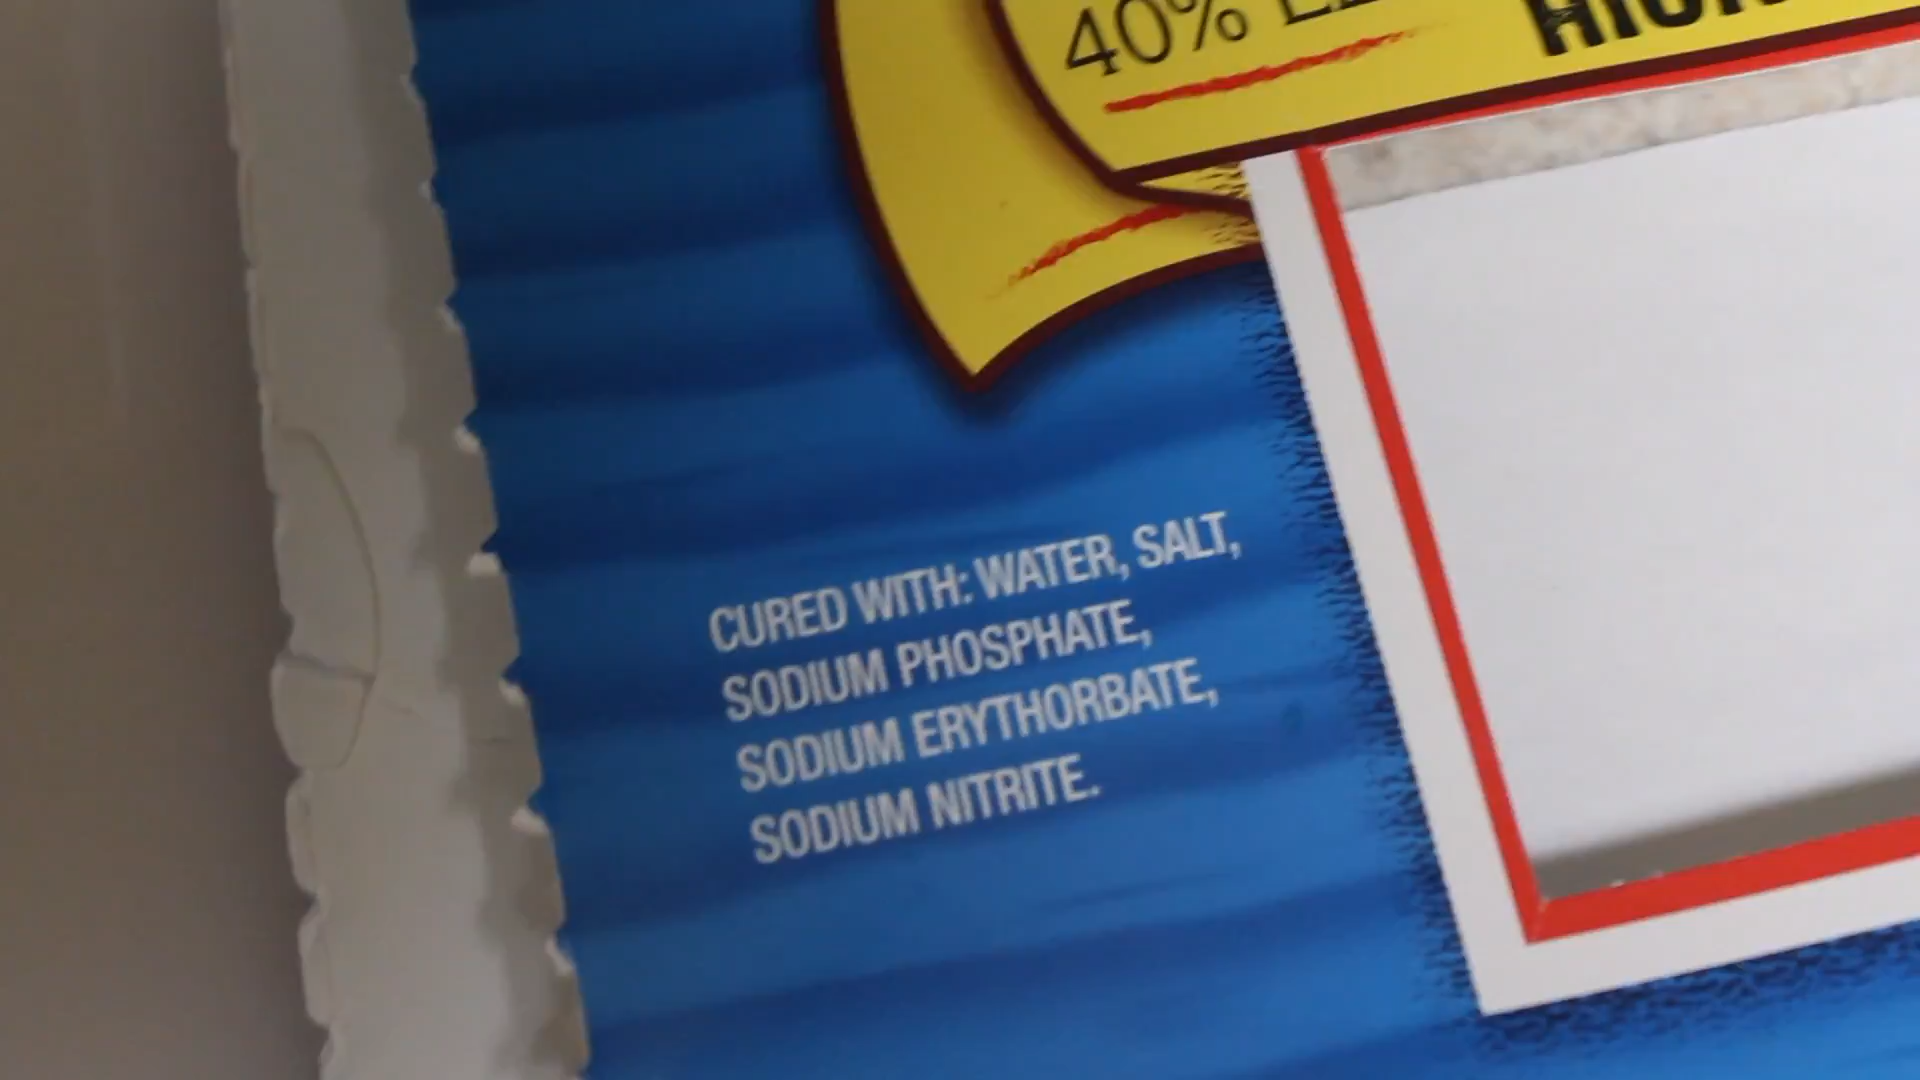 40%
CURED WITH: WATER, SALT,
SODIUM PHOSPHATE,
SODIUM ERYTHORBATE,
SODIUM NITRITE.